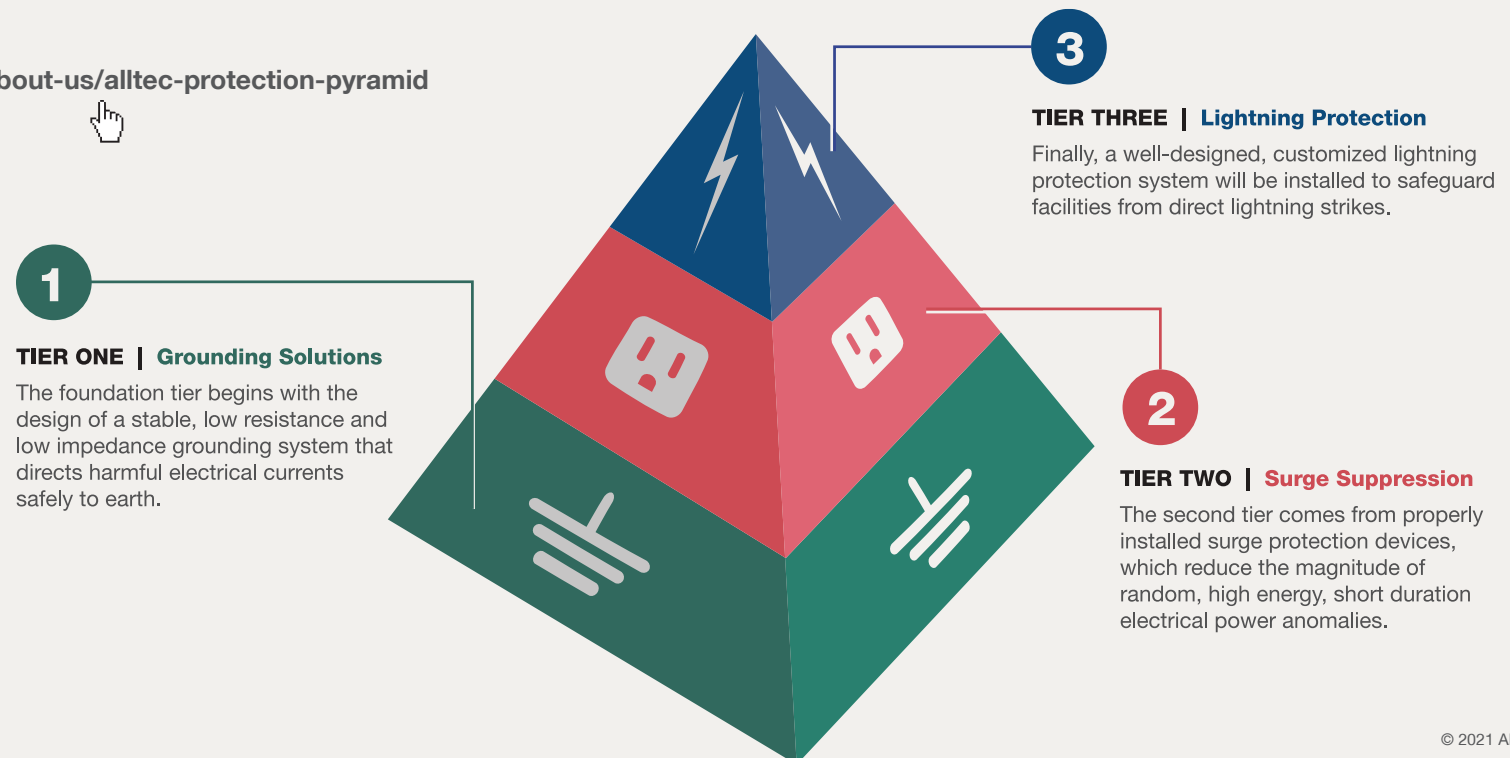 bout-us/alltec-protection-pyramid
3
TIER THREE | Lightning Protection
Finally, a well-designed, customized lightning
protection system will be installed to safeguard
facilities from direct lightning strikes.
1
TIER ONE | Grounding Solutions
The foundation tier begins with the
design of a stable, low resistance and
low impedance grounding system that
directs harmful electrical currents
safely to earth.
2
TIER TWO | Surge Suppression
The second tier comes from properly
installed surge protection devices,
which reduce the magnitude of
random, high energy, short duration
electrical power anomalies.
© 2021